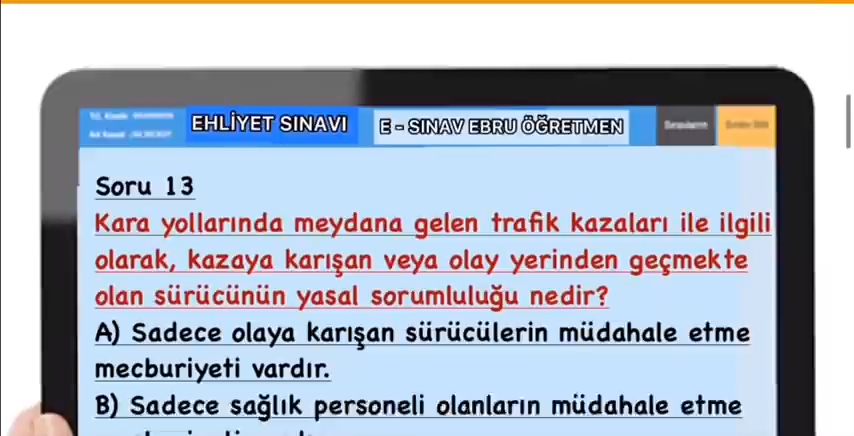 EHLİYET SINAVI
E - SINAV EBRU ÖĞRETMEN
Soru 13
Kara yollarında meydana gelen trafik kazaları ile ilgili
olarak, kazaya karışan veya olay yerinden geçmekte
olan sürücünün yasal sorumluluğu nedir?
A) Sadece olaya karışan sürücülerin müdahale etme
mecburiyeti vardır.
B) Sadece sağlık personeli olanların müdahale etme